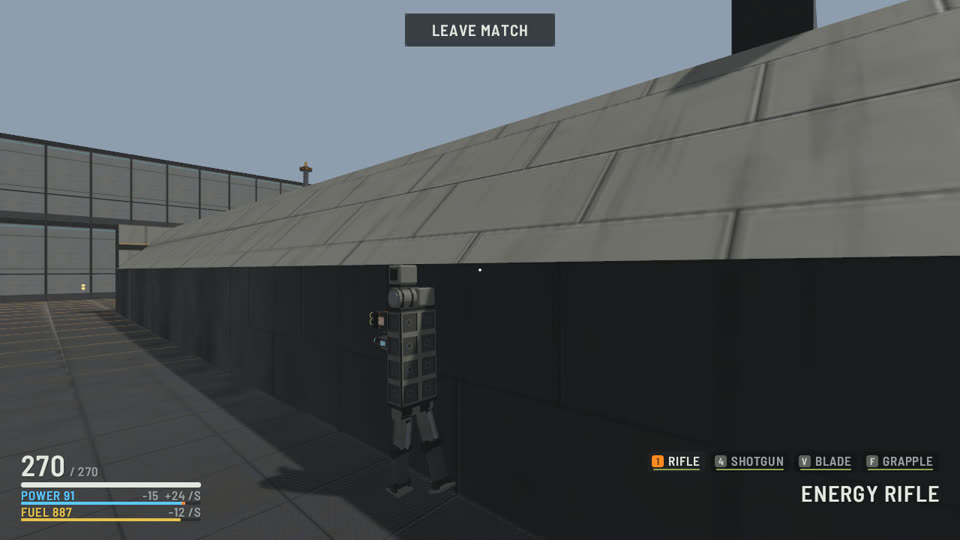 LEAVE MATCH
270 / 270
POWER 91 -15 +24 /S
FUEL 887 -12 /S
1 RIFLE 4 SHOTGUN V BLADE F GRAPPLE
ENERGY RIFLE